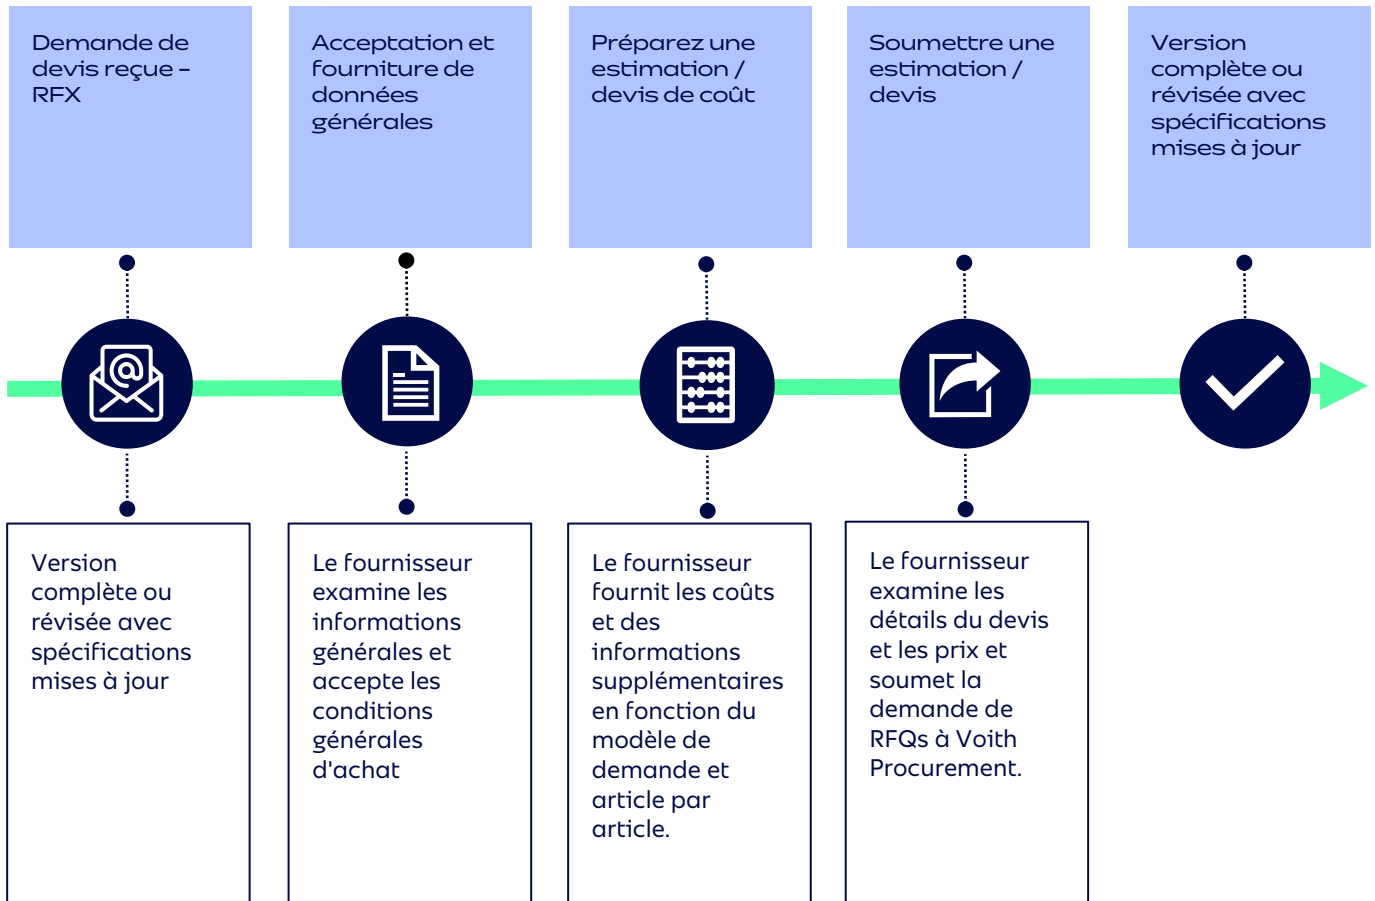 Demande de
devis reçue –
RFX
Acceptation et
fourniture de
données
générales
Préparez une
estimation /
devis de coût
Soumettre une
estimation /
devis
Version
complète ou
révisée avec
spécifications
mises à jour
Version
complète ou
révisée avec
spécifications
mises à jour
Le fournisseur
examine les
informations
générales et
accepte les
conditions
générales
d'achat
Le fournisseur
fournit les coûts
et des
informations
supplémentaires
en fonction du
modèle de
demande et
article par
article.
Le fournisseur
examine les
détails du devis
et les prix et
soumet la
demande de
RFQs à Voith
Procurement.